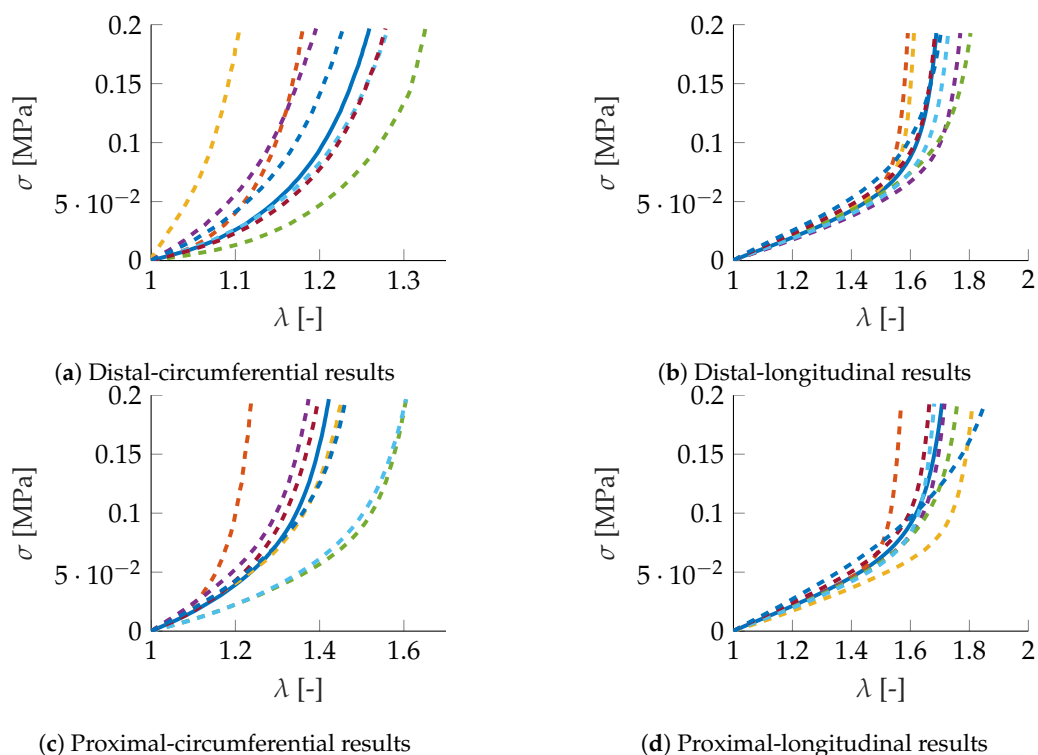 0.2
0.15
0.1
5 · 10⁻²
0
σ [MPa]
1 1.1 1.2 1.3
λ [-]
(a) Distal-circumferential results
0.2
0.15
0.1
5 · 10⁻²
0
σ [MPa]
1 1.2 1.4 1.6 1.8 2
λ [-]
(b) Distal-longitudinal results
0.2
0.15
0.1
5 · 10⁻²
0
σ [MPa]
1 1.2 1.4 1.6
λ [-]
(c) Proximal-circumferential results
0.2
0.15
0.1
5 · 10⁻²
0
σ [MPa]
1 1.2 1.4 1.6 1.8 2
λ [-]
(d) Proximal-longitudinal results